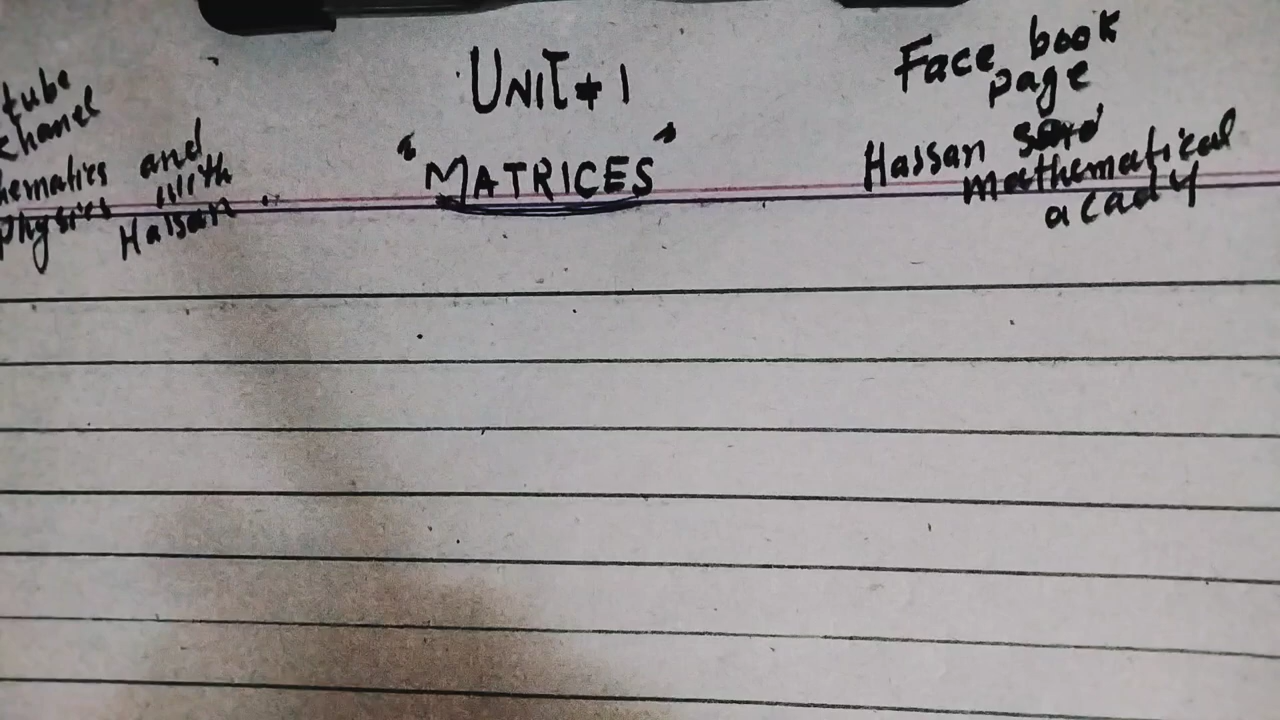 tube
chanel
hematics and
Physics With
Hassan
UNIT # 1
"MATRICES"
Face book
page
Hassan
mathematical
acady